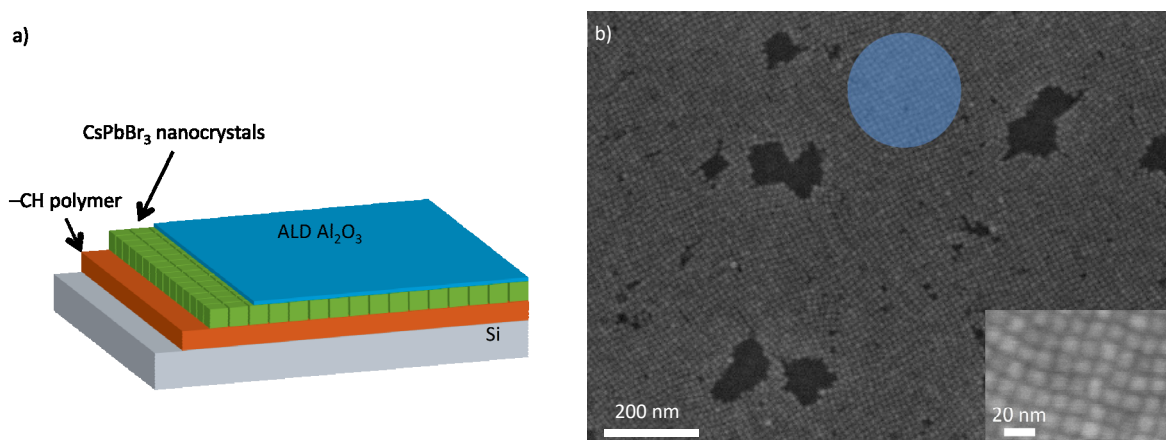 a)
CsPbBr₃ nanocrystals
–CH polymer
ALD Al₂O₃
Si
b)
200 nm
20 nm